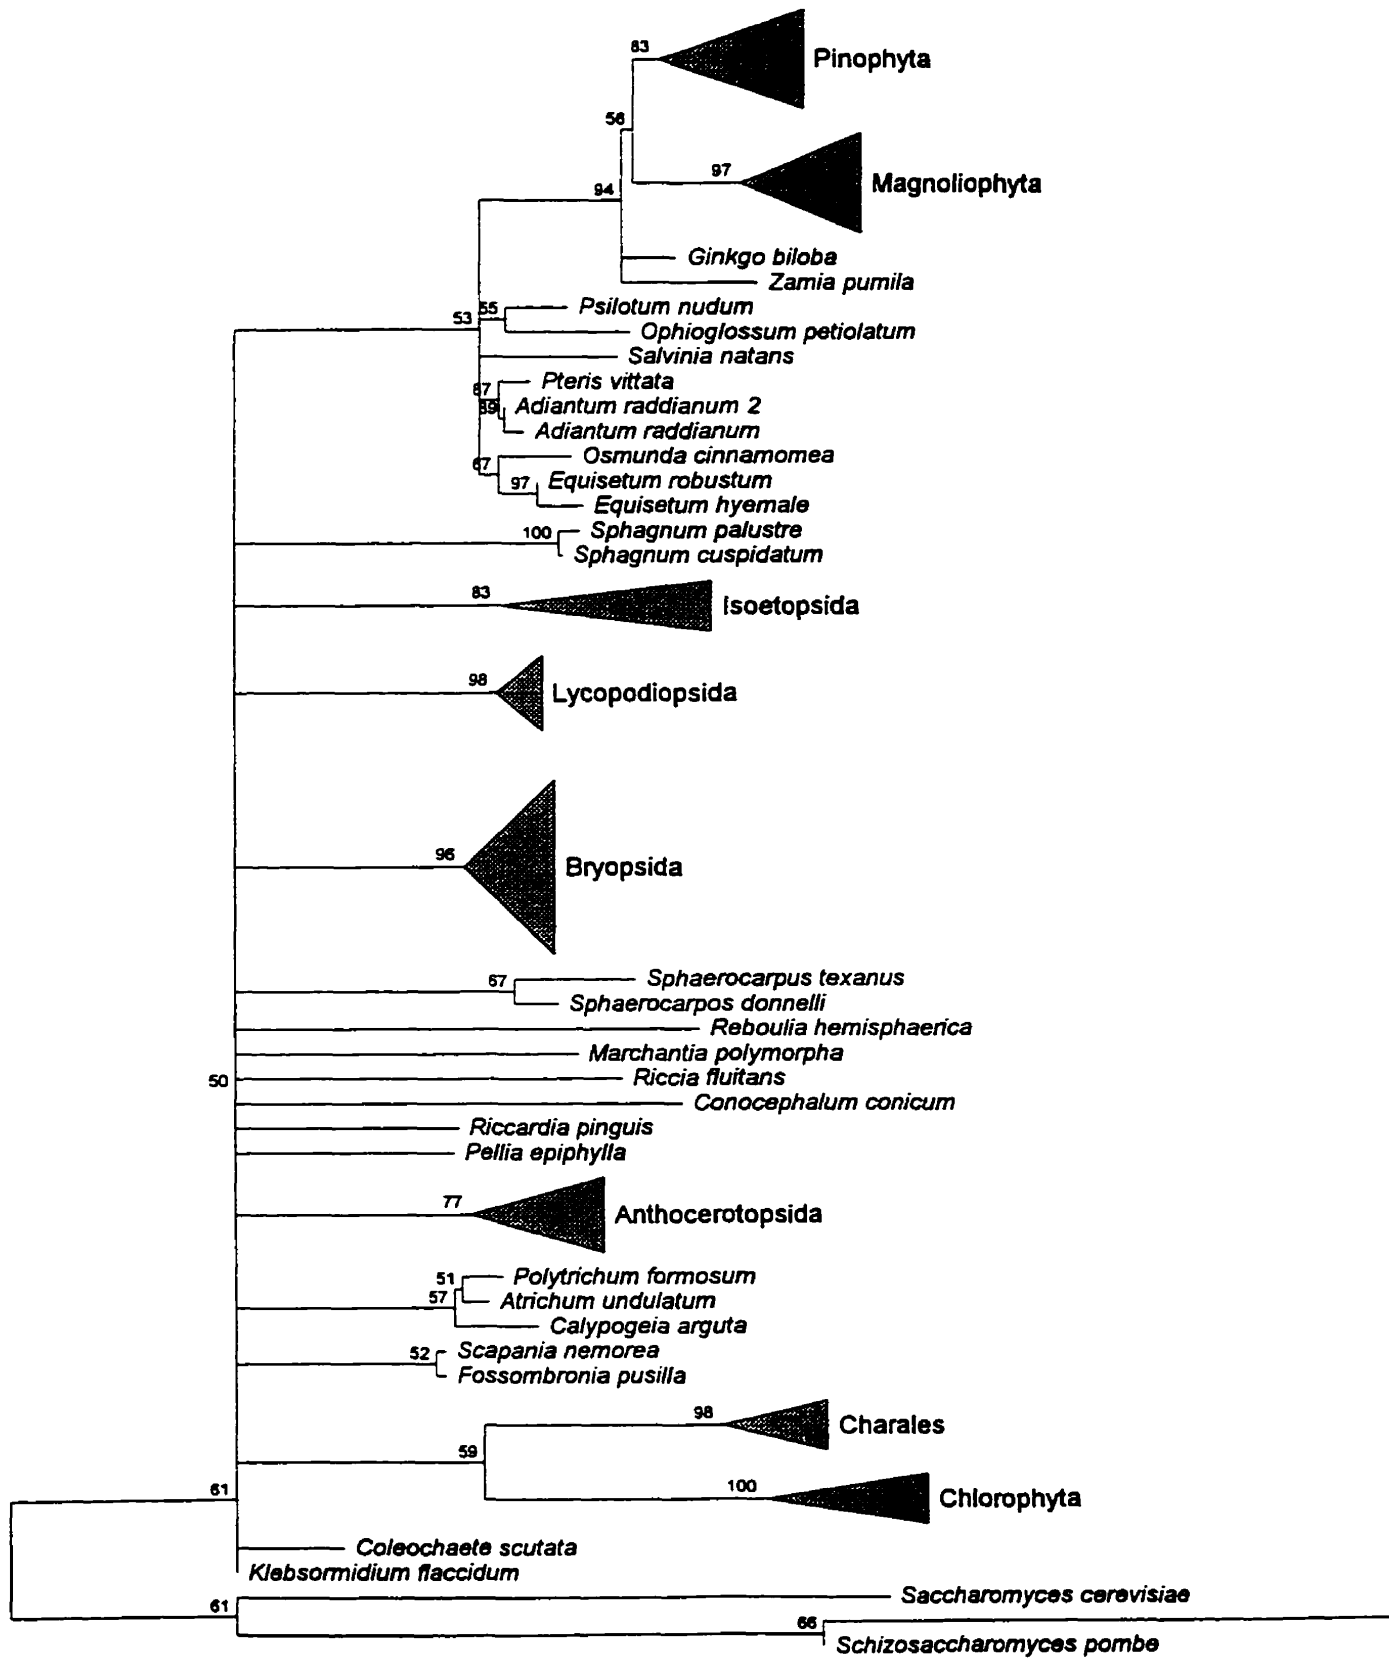 83
Pinophyta
56
97
Magnoliophyta
94
Ginkgo biloba
Zamia pumila
Psilotum nudum
55
53
Ophioglossum petiolatum
Salvinia natans
Pteris vittata
87
Adiantum raddianum 2
89
Adiantum raddianum
Osmunda cinnamomea
67
Equisetum robustum
97
Equisetum hyemale
Sphagnum palustre
100
Sphagnum cuspidatum
83
Isoetopsida
98
Lycopodiopsida
96
Bryopsida
67
Sphaerocarpus texanus
Sphaerocarpos donnelli
Reboulia hemisphaerica
Marchantia polymorpha
50
Riccia fluitans
Conocephalum conicum
Riccardia pinguis
Pellia epiphylla
77
Anthocerotopsida
51
Polytrichum formosum
57
Atrichum undulatum
Calypogeia arguta
52
Scapania nemorea
Fossombronia pusilla
98
Charales
59
100
Chlorophyta
61
Coleochaete scutata
Klebsormidium flaccidum
Saccharomyces cerevisiae
61
66
Schizosaccharomyces pombe